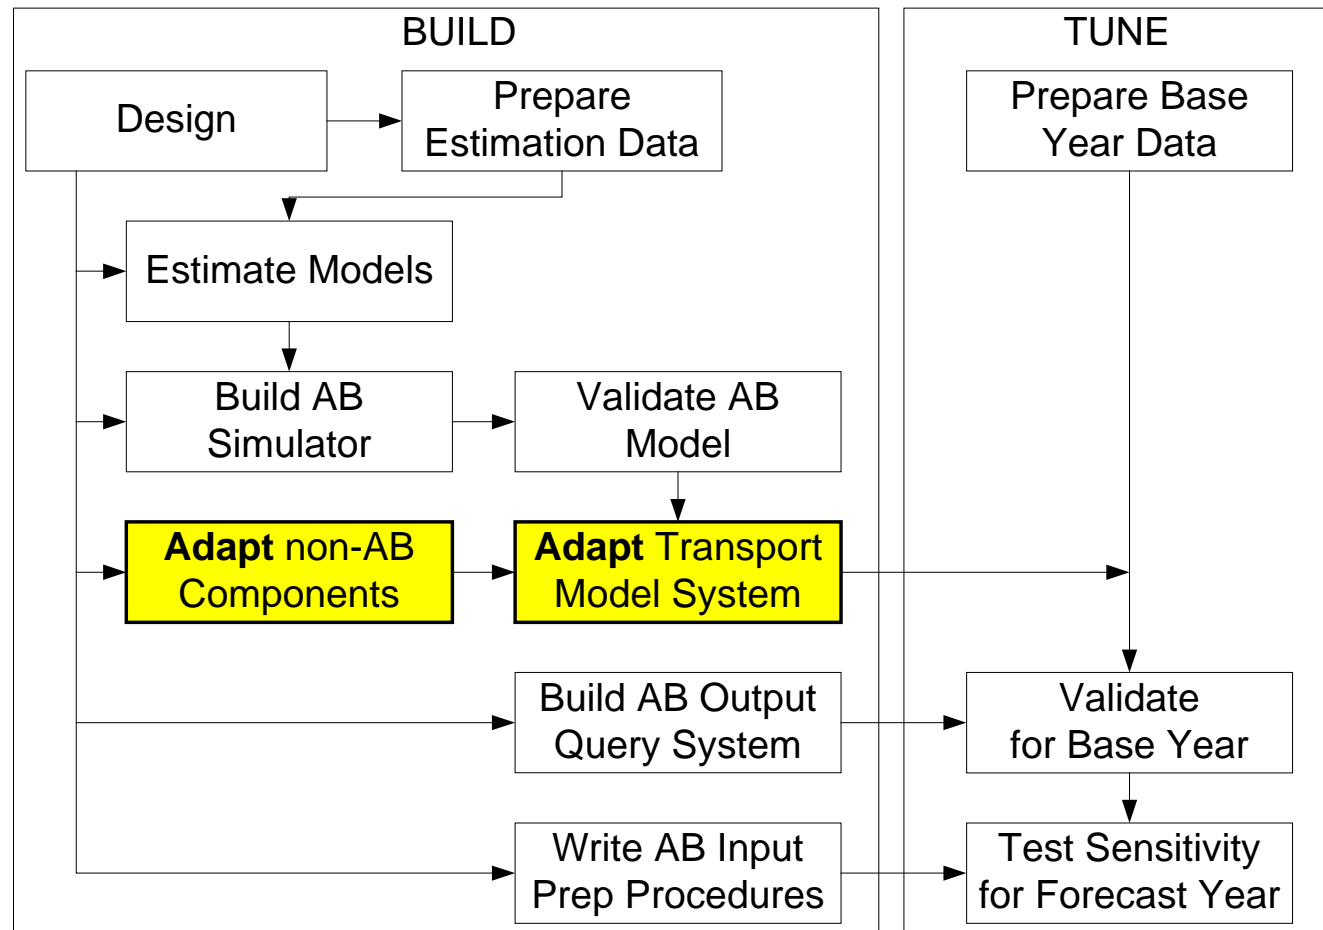 BUILD
Design
Prepare
Estimation Data
Estimate Models
Build AB
Simulator
Validate AB
Model
Adapt non-AB
Components
Adapt Transport
Model System
Build AB Output
Query System
Write AB Input
Prep Procedures
TUNE
Prepare Base
Year Data
Validate
for Base Year
Test Sensitivity
for Forecast Year